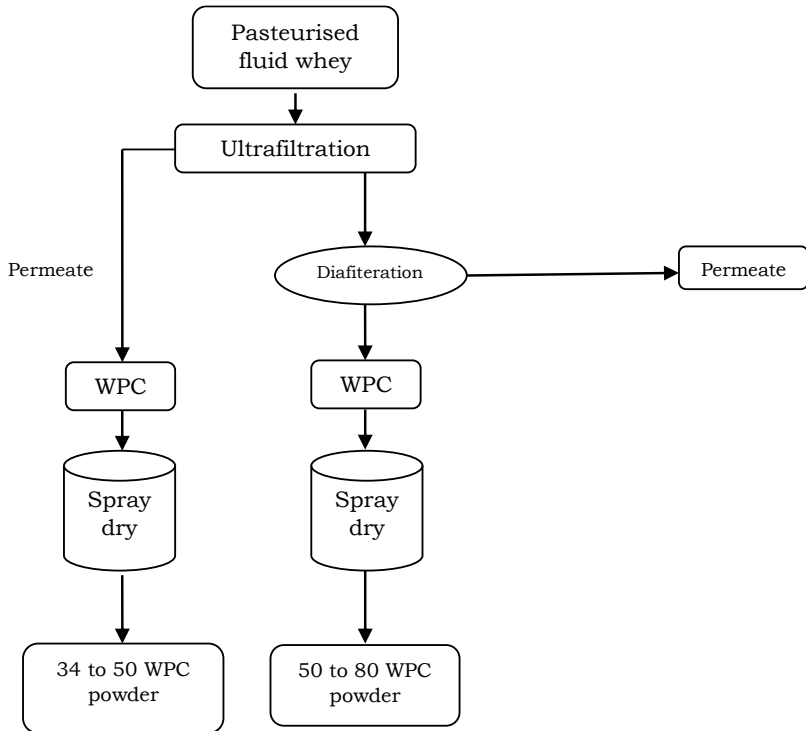 Pasteurised
fluid whey
Ultrafiltration
Permeate
Diafiteration
Permeate
WPC
WPC
Spray
dry
Spray
dry
34 to 50 WPC
powder
50 to 80 WPC
powder